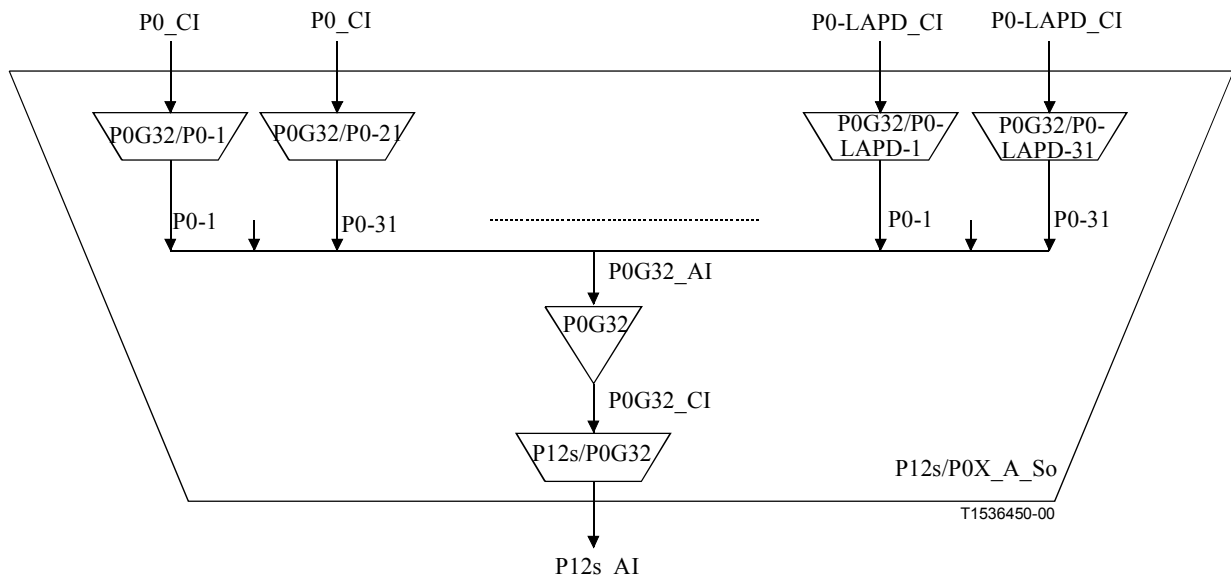 P0_CI
P0_CI
P0-LAPD_CI
P0-LAPD_CI
P0G32/P0-1
P0G32/P0-21
P0G32/P0-
LAPD-1
P0G32/P0-
LAPD-31
P0-1
P0-31
P0-1
P0-31
P0G32_AI
P0G32
P0G32_CI
P12s/P0G32
P12s/P0X_A_So
T1536450-00
P12s_AI